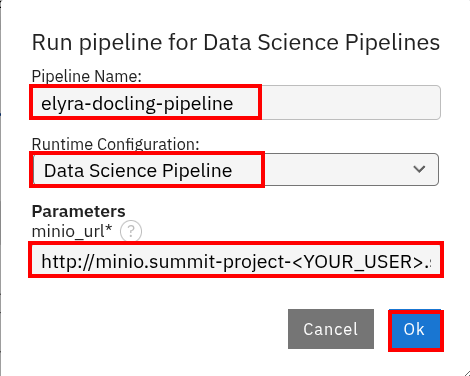 Run pipeline for Data Science Pipelines
Pipeline Name:
elyra-docling-pipeline
Runtime Configuration:
Data Science Pipeline
Parameters
minio_url* ?
http://minio.summit-project-<YOUR_USER>.
Cancel
Ok